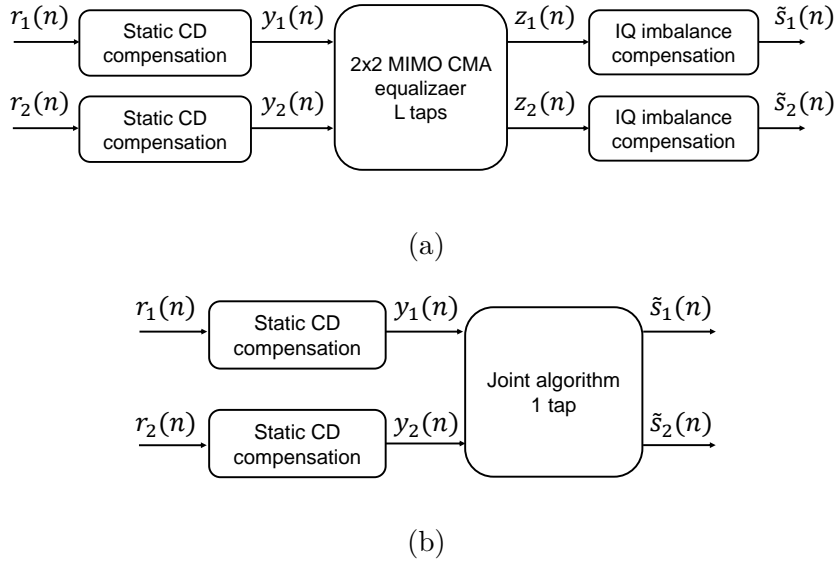 r₁(n) Static CD compensation y₁(n) 2x2 MIMO CMA equalizaer L taps z₁(n) IQ imbalance compensation s̃₁(n)
r₂(n) Static CD compensation y₂(n) z₂(n) IQ imbalance compensation s̃₂(n)
(a)
r₁(n) Static CD compensation y₁(n) Joint algorithm 1 tap s̃₁(n)
r₂(n) Static CD compensation y₂(n) s̃₂(n)
(b)